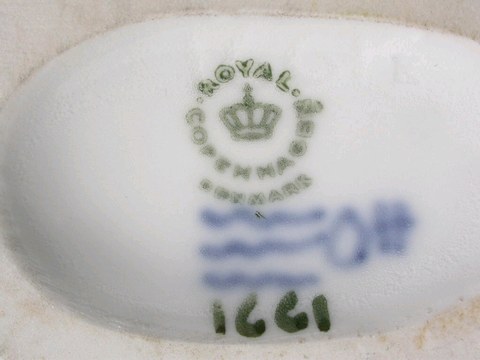 ROYAL
COPENHAGEN
DENMARK
1661